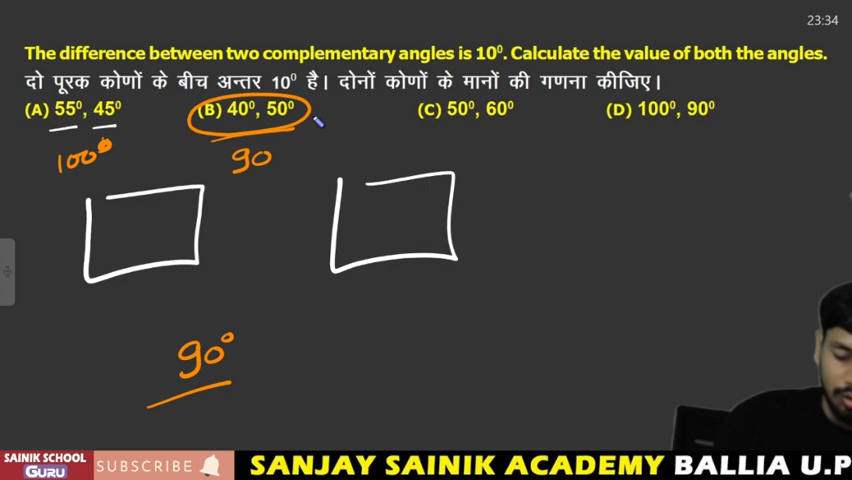 23:34
The difference between two complementary angles is 10⁰. Calculate the value of both the angles.
दो पूरक कोणों के बीच अन्तर 10⁰ है। दोनों कोणों के मानों की गणना कीजिए।
(A) 55⁰, 45⁰ (B) 40⁰, 50⁰ (C) 50⁰, 60⁰ (D) 100⁰, 90⁰
100° 90
90°
SAINIK SCHOOL
GURU
SUBSCRIBE
SANJAY SAINIK ACADEMY BALLIA U.P